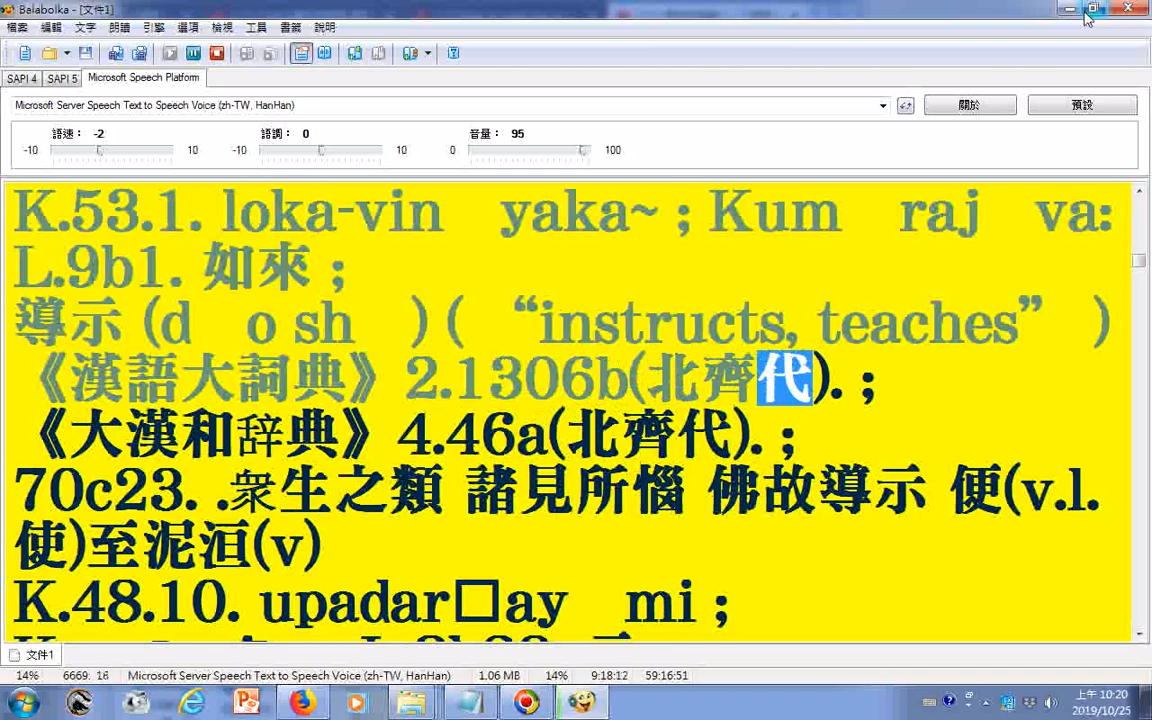 Balabolka - [文件1]
檔案 編輯 文字 朗讀 引擎 選項 檢視 工具 書籤 說明
SAPI 4 SAPI 5 Microsoft Speech Platform
Microsoft Server Speech Text to Speech Voice (zh-TW, HanHan) 關於 預設
語速： -2 語調： 0 音量： 95
-10 10 -10 10 0 100
K.53.1. loka-vin　yaka~ ; Kum　raj　va:
L.9b1. 如來 ;
導示 (d　o sh　) ( “instructs, teaches” )
《漢語大詞典》 2.1306b(北齊代). ;
《大漢和辞典》 4.46a(北齊代). ;
70c23. .衆生之類 諸見所惱 佛故導示 便(v.l.
使)至泥洹(v)
K.48.10. upadar□ay　mi ;
文件1
14% 6669: 16 Microsoft Server Speech Text to Speech Voice (zh-TW, HanHan) 1.06 MB 14% 9:18:12 59:16:51
上午 10:20
2019/10/25